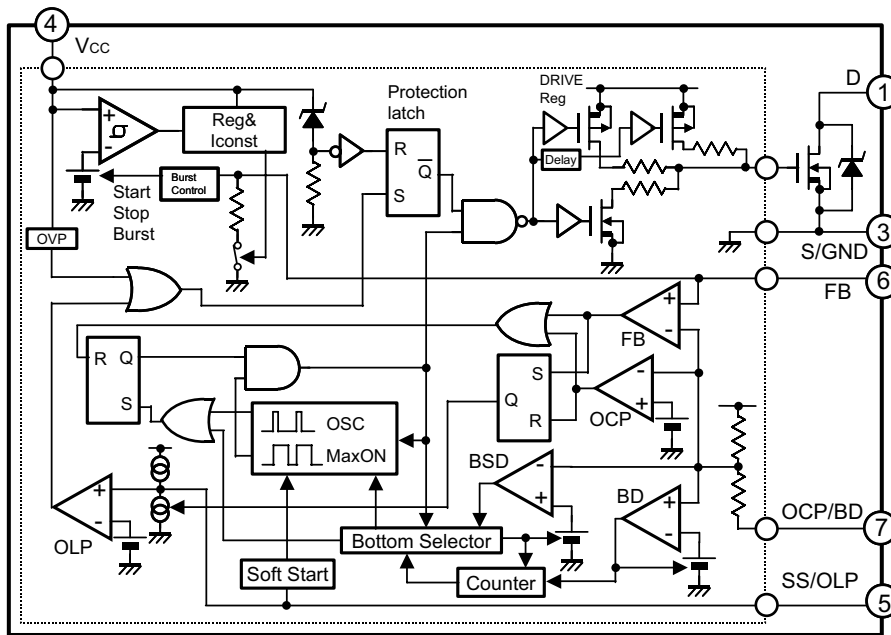 4
VCC
D
1
DRIVE
Reg
Protection
latch
Reg&
Iconst
R
Q
S
Delay
Burst
Control
Start
Stop
Burst
OVP
3
S/GND
6
FB
+
-
FB
R
Q
S
S
Q
R
-
+
OCP
OSC
MaxON
BSD
-
+
BD
+
-
+
-
OLP
OCP/BD
7
Bottom Selector
Soft Start
Counter
SS/OLP
5
+
-